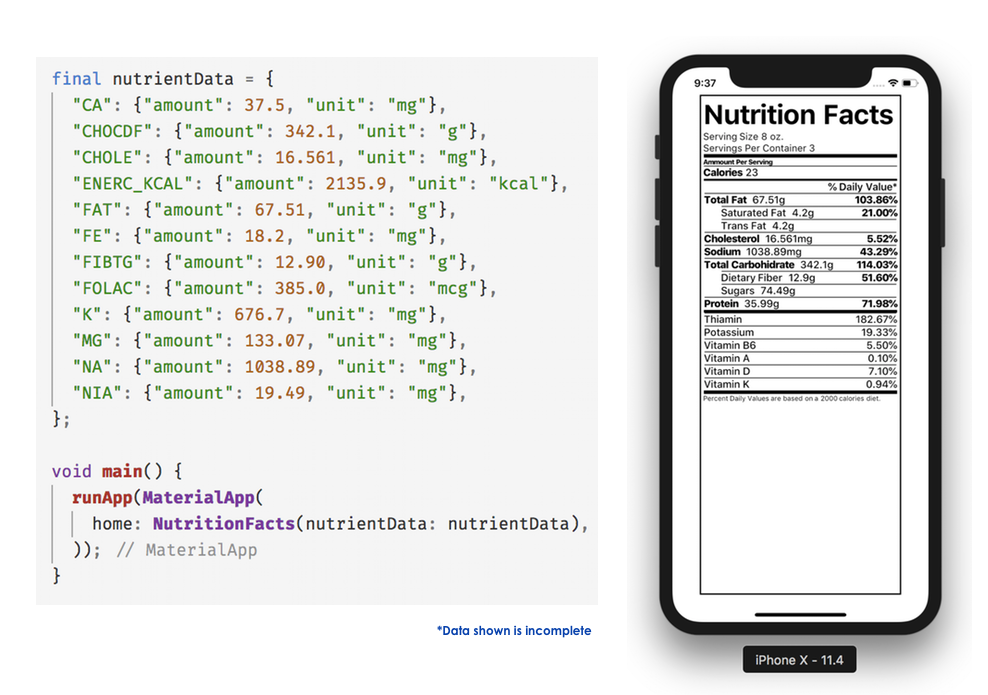 final nutrientData = {
"CA": {"amount": 37.5, "unit": "mg"},
"CHOCDF": {"amount": 342.1, "unit": "g"},
"CHOLE": {"amount": 16.561, "unit": "mg"},
"ENERC_KCAL": {"amount": 2135.9, "unit": "kcal"},
"FAT": {"amount": 67.51, "unit": "g"},
"FE": {"amount": 18.2, "unit": "mg"},
"FIBTG": {"amount": 12.90, "unit": "g"},
"FOLAC": {"amount": 385.0, "unit": "mcg"},
"K": {"amount": 676.7, "unit": "mg"},
"MG": {"amount": 133.07, "unit": "mg"},
"NA": {"amount": 1038.89, "unit": "mg"},
"NIA": {"amount": 19.49, "unit": "mg"},
};
void main() {
runApp(MaterialApp(
home: NutritionFacts(nutrientData: nutrientData),
)); // MaterialApp
}
*Data shown is incomplete
9:37
Nutrition Facts
Serving Size 8 oz.
Servings Per Container 3
Ammount Per Serving
Calories 23
% Daily Value*
Total Fat 67.51g 103.86%
Saturated Fat 4.2g 21.00%
Trans Fat 4.2g
Cholesterol 16.561mg 5.52%
Sodium 1038.89mg 43.29%
Total Carbohidrate 342.1g 114.03%
Dietary Fiber 12.9g 51.60%
Sugars 74.49g
Protein 35.99g 71.98%
Thiamin 182.67%
Potassium 19.33%
Vitamin B6 5.50%
Vitamin A 0.10%
Vitamin D 7.10%
Vitamin K 0.94%
Percent Daily Values are based on a 2000 calories diet.
iPhone X - 11.4